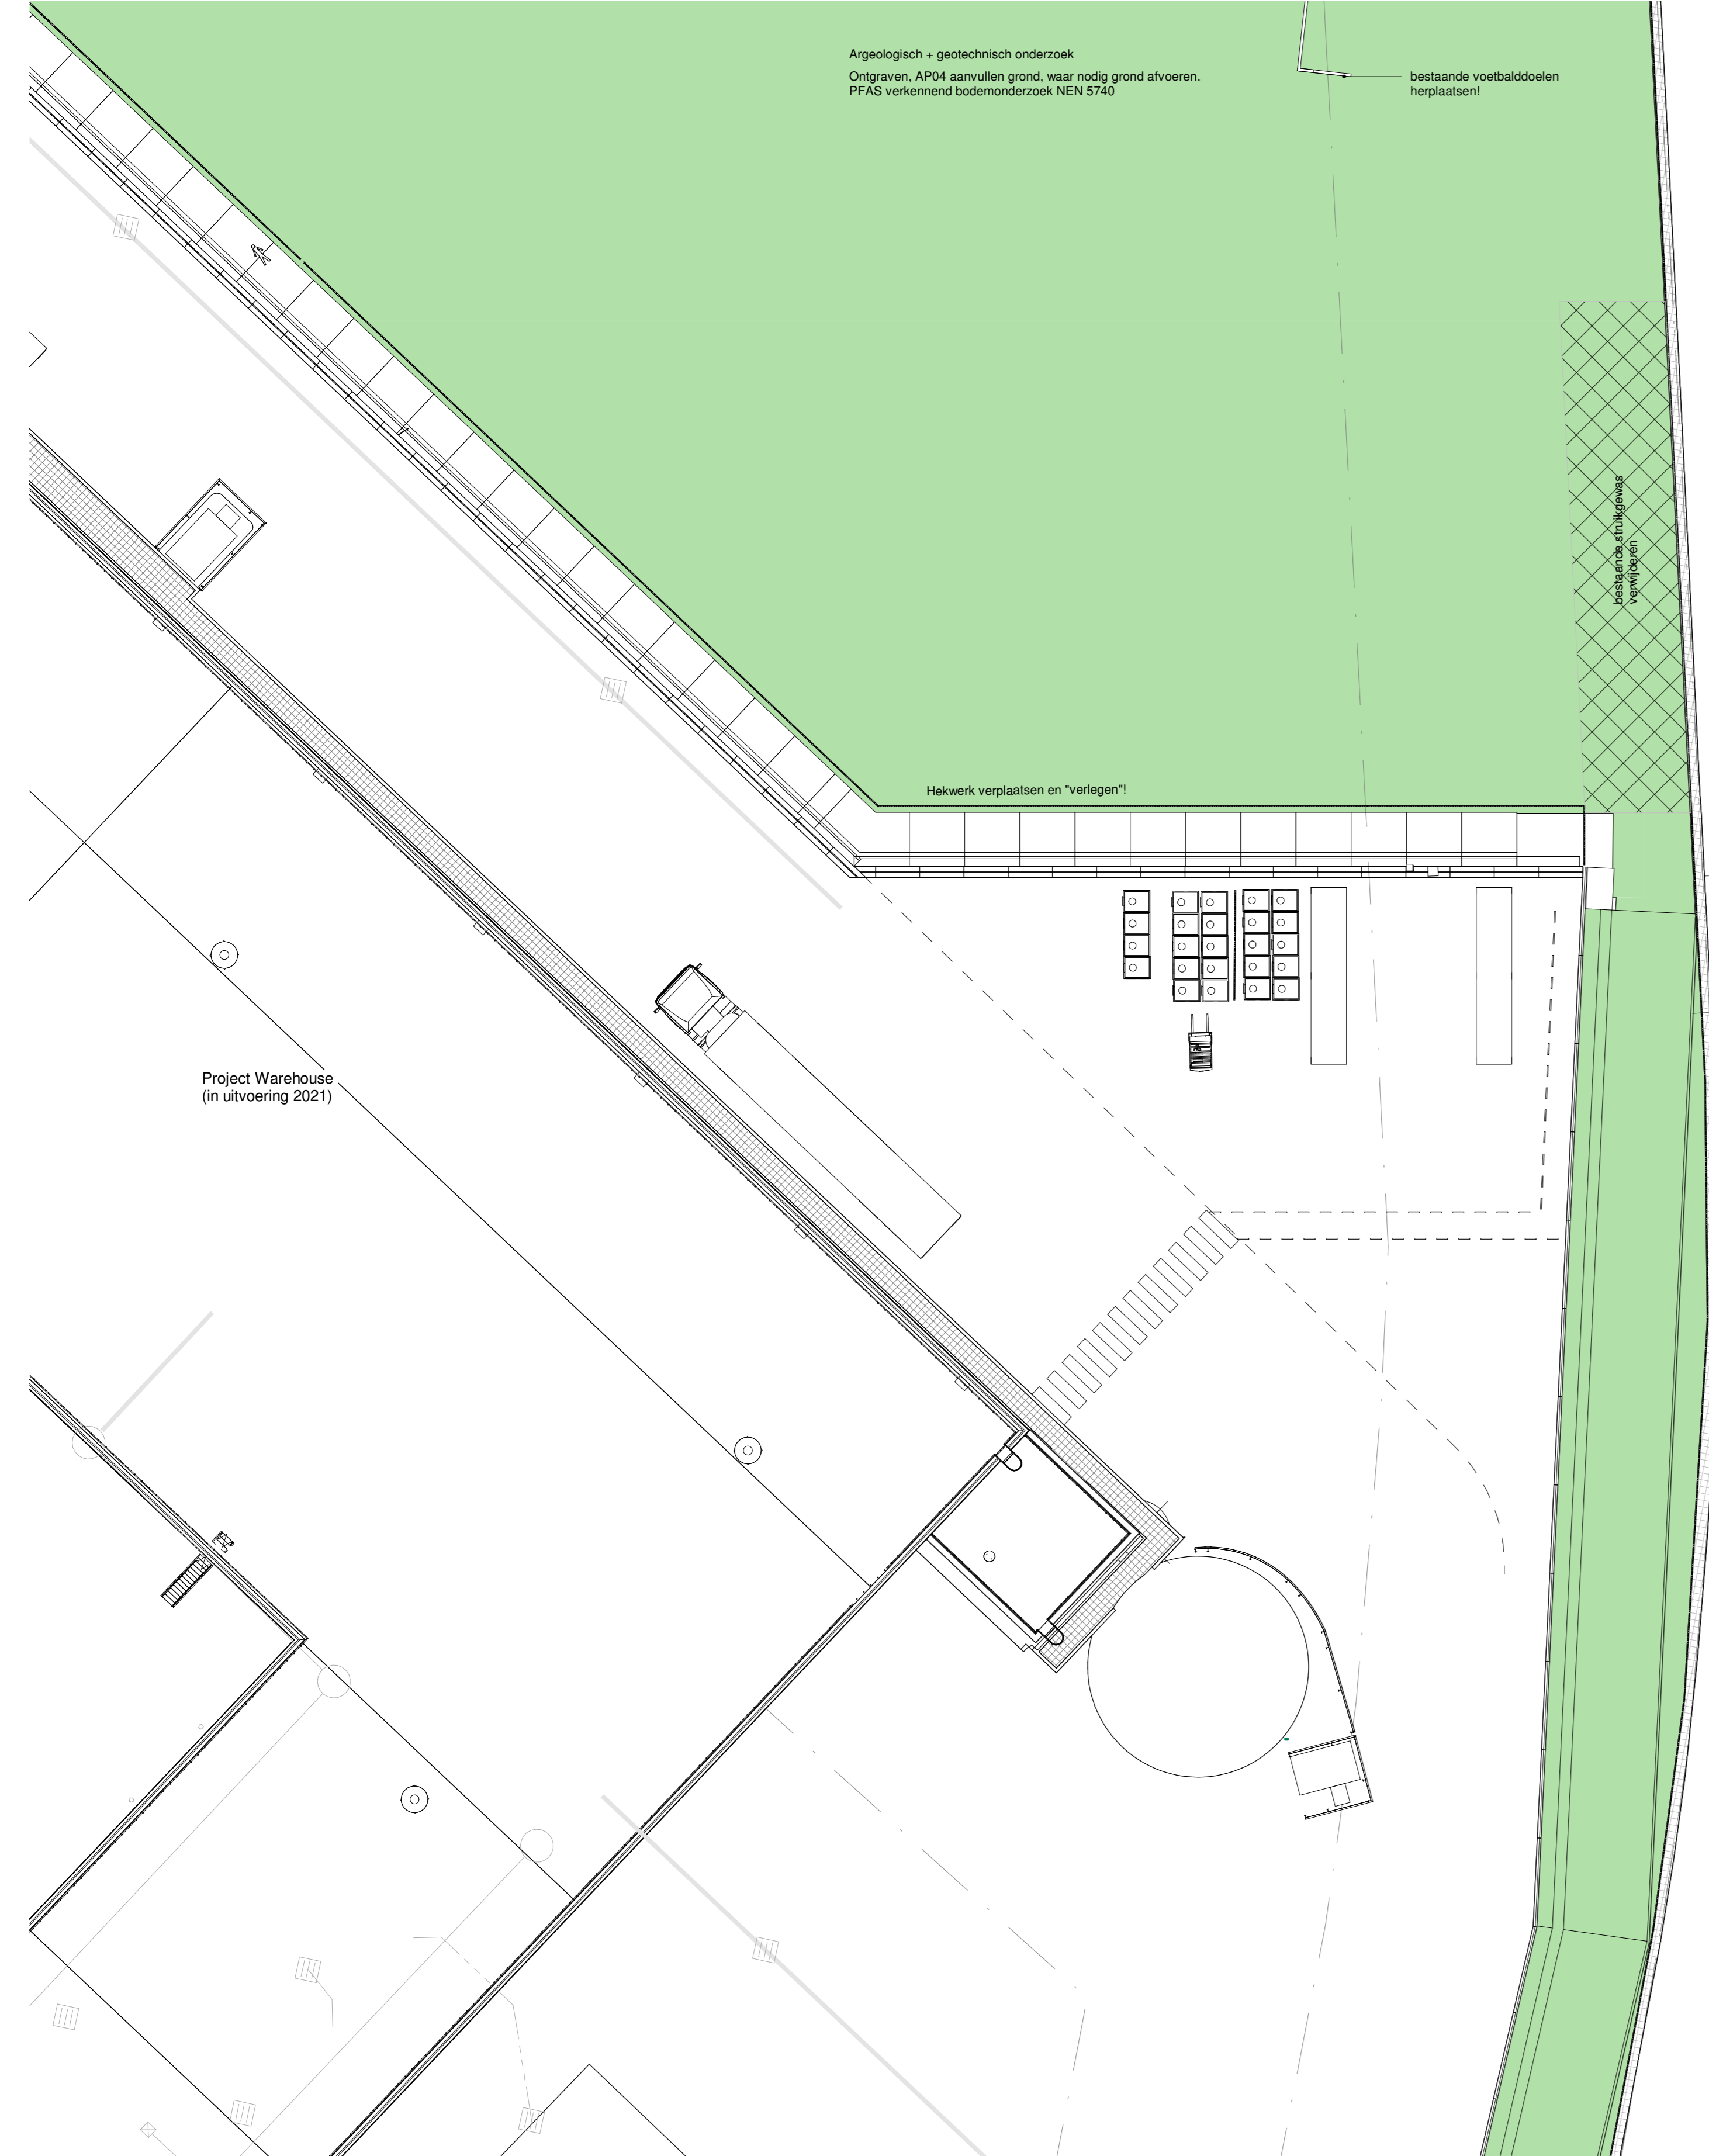 Argeologisch + geotechnisch onderzoek
Ontgraven, AP04 aanvullen grond, waar nodig grond afvoeren.
PFAS verkennend bodemonderzoek NEN 5740
bestaande voetbalddoelen
herplaatsen!
bestaande struikgewas
verwijderen
Hekwerk verplaatsen en "verlegen"!
Project Warehouse
(in uitvoering 2021)